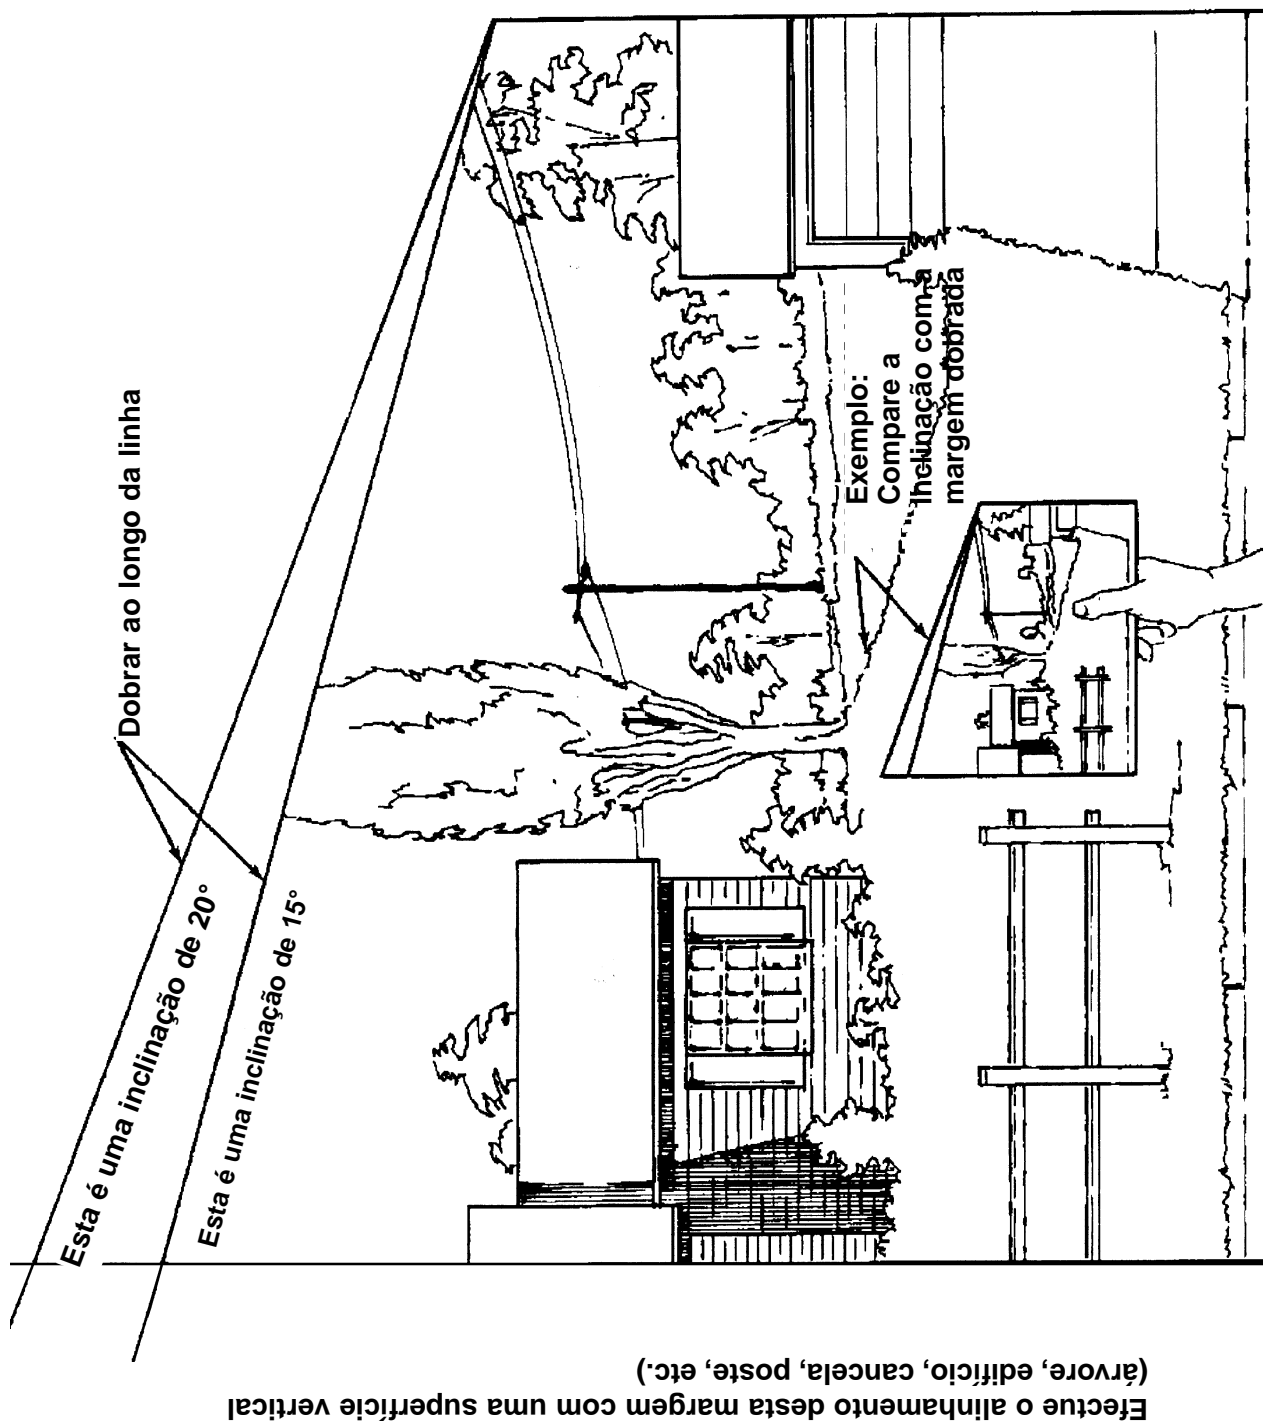 Dobrar ao longo da linha
Esta é uma inclinação de 20°
Esta é uma inclinação de 15°
Exemplo:
Compare a
Inclinação com a
margem dobrada
Efectue o alinhamento desta margem com uma superfície vertical
(árvore, edifício, cancela, poste, etc.)